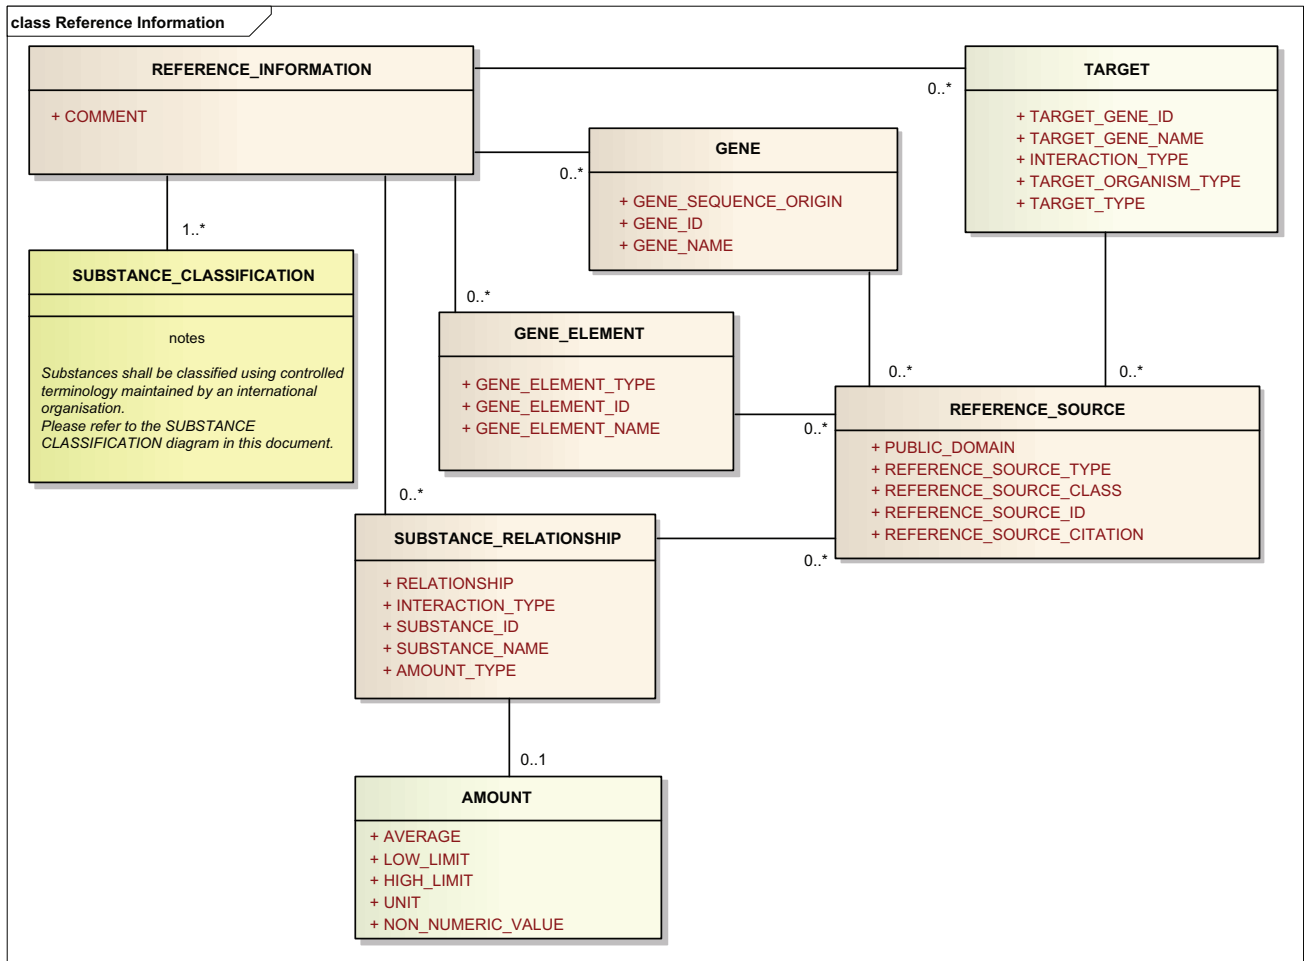 class Reference Information
REFERENCE_INFORMATION
+ COMMENT
TARGET
+ TARGET_GENE_ID
+ TARGET_GENE_NAME
+ INTERACTION_TYPE
+ TARGET_ORGANISM_TYPE
+ TARGET_TYPE
0..*
GENE
+ GENE_SEQUENCE_ORIGIN
+ GENE_ID
+ GENE_NAME
0..*
1..*
SUBSTANCE_CLASSIFICATION
notes
Substances shall be classified using controlled
terminology maintained by an international
organisation.
Please refer to the SUBSTANCE
CLASSIFICATION diagram in this document.
0..*
GENE_ELEMENT
+ GENE_ELEMENT_TYPE
+ GENE_ELEMENT_ID
+ GENE_ELEMENT_NAME
0..*
0..*
0..*
REFERENCE_SOURCE
+ PUBLIC_DOMAIN
+ REFERENCE_SOURCE_TYPE
+ REFERENCE_SOURCE_CLASS
+ REFERENCE_SOURCE_ID
+ REFERENCE_SOURCE_CITATION
0..*
SUBSTANCE_RELATIONSHIP
+ RELATIONSHIP
+ INTERACTION_TYPE
+ SUBSTANCE_ID
+ SUBSTANCE_NAME
+ AMOUNT_TYPE
0..*
0..1
AMOUNT
+ AVERAGE
+ LOW_LIMIT
+ HIGH_LIMIT
+ UNIT
+ NON_NUMERIC_VALUE